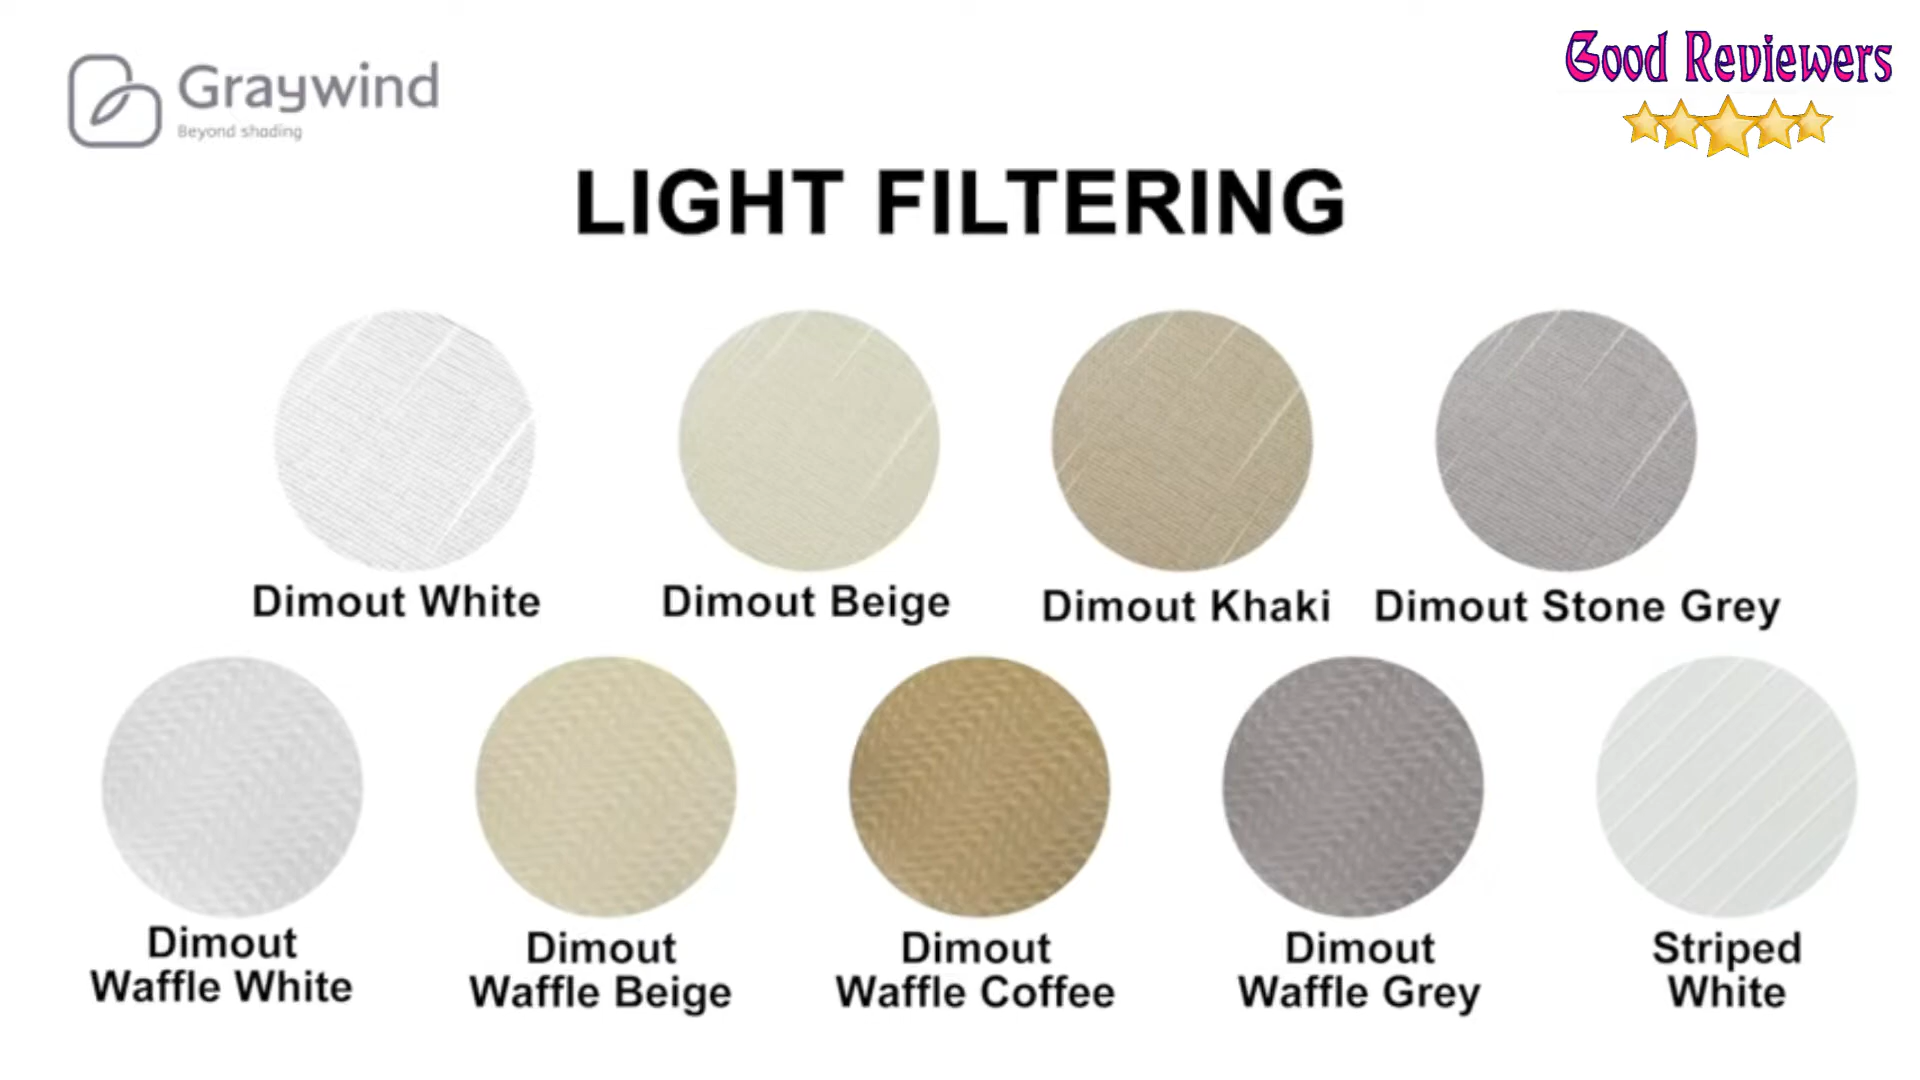 Graywind
Beyond shading
Good Reviewers
LIGHT FILTERING
Dimout White
Dimout Beige
Dimout Khaki
Dimout Stone Grey
Dimout
Waffle White
Dimout
Waffle Beige
Dimout
Waffle Coffee
Dimout
Waffle Grey
Striped
White